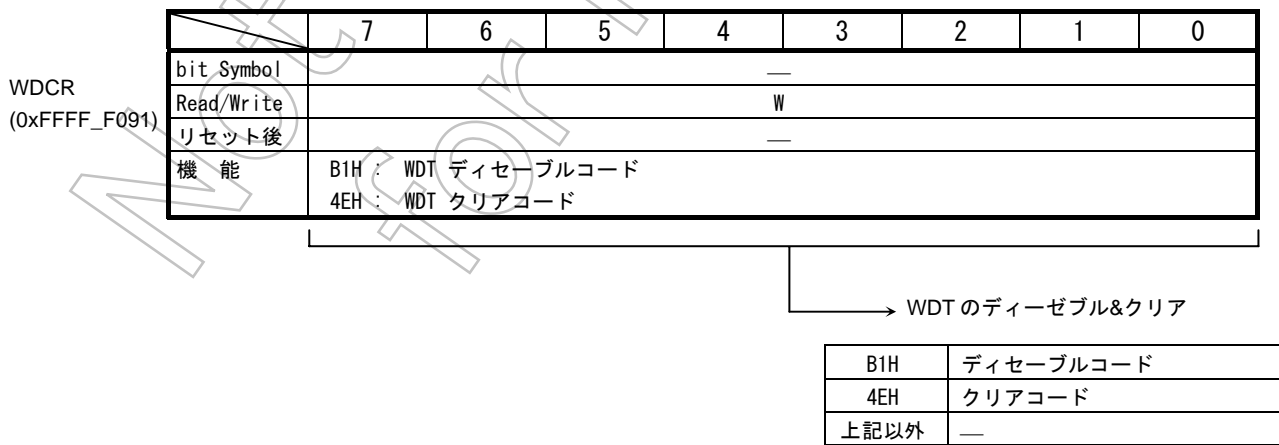 7 6 5 4 3 2 1 0
WDCR
(0xFFFF_F091)
bit Symbol —
Read/Write W
リセット後 —
機 能 B1H : WDT ディセーブルコード
4EH : WDT クリアコード
WDT のディーゼブル&クリア
B1H ディセーブルコード
4EH クリアコード
上記以外 —